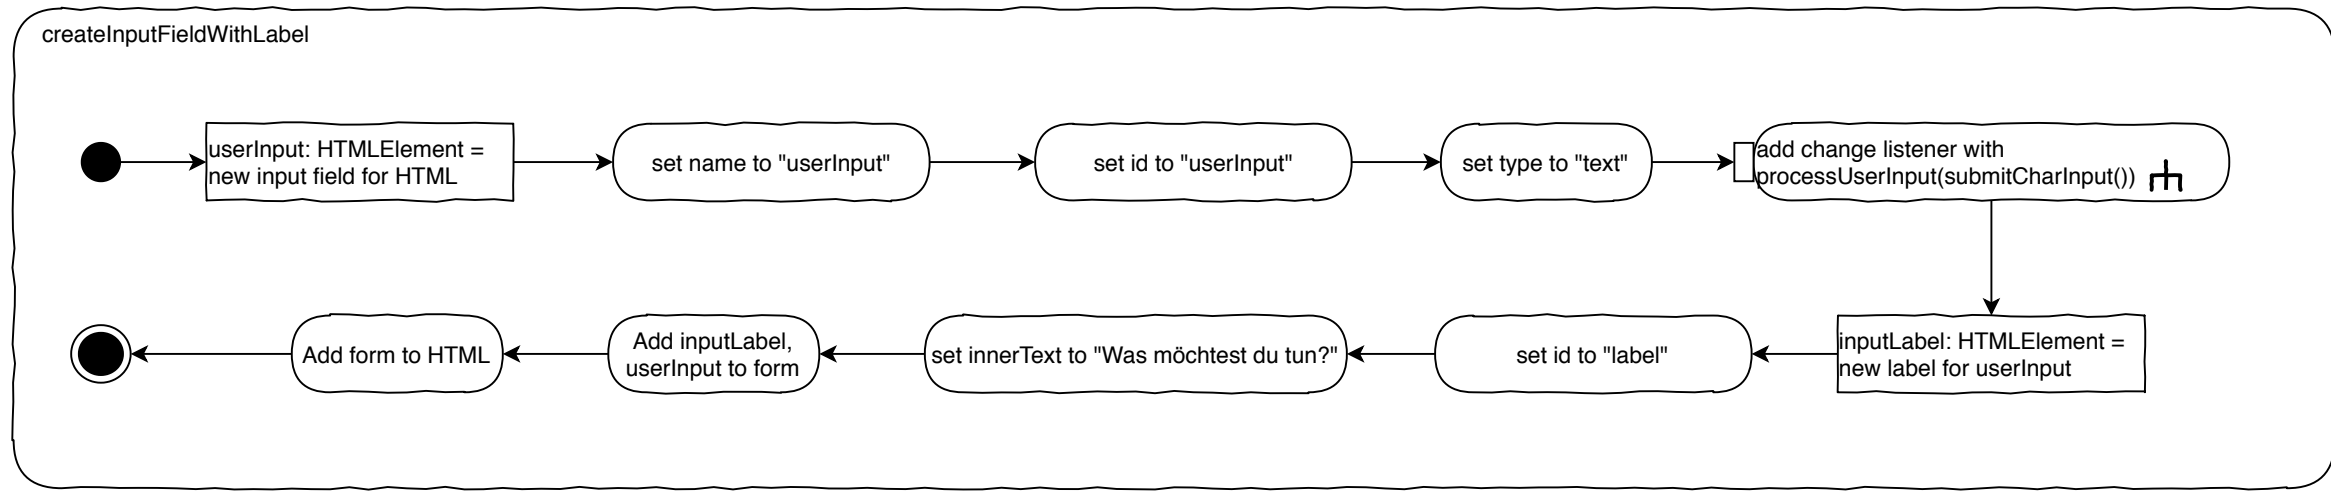 createInputFieldWithLabel
userInput: HTMLElement =
new input field for HTML
set name to "userInput"
set id to "userInput"
set type to "text"
add change listener with
processUserInput(submitCharInput())
inputLabel: HTMLElement =
new label for userInput
set id to "label"
set innerText to "Was möchtest du tun?"
Add inputLabel,
userInput to form
Add form to HTML